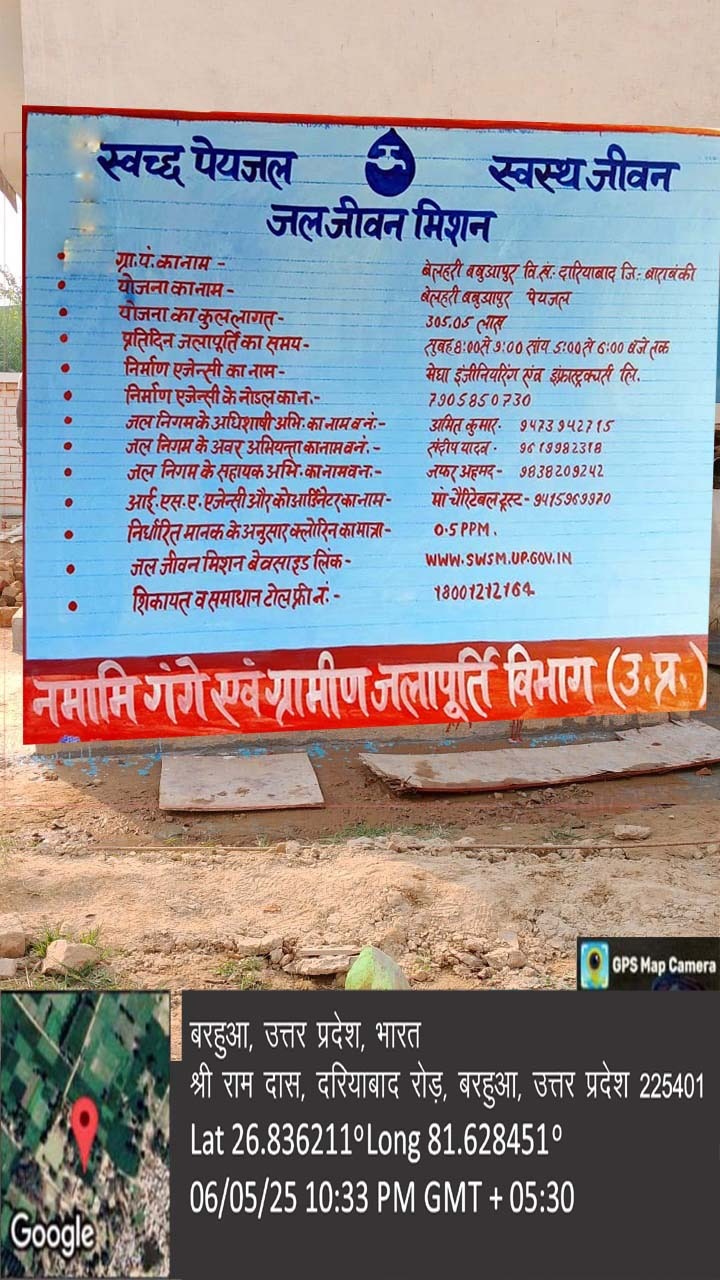 स्वच्छ पेयजल स्वस्थ जीवन
जल जीवन मिशन
ग्रा.पं. का नाम - बेलहरी बबुआपुर वि.खं.- दारियाबाद जि.- बाराबंकी
योजना का नाम - बेलहरी बबुआपुर पेयजल
योजना का कुल लागत - 305.05 लाख
प्रतिदिन जलापूर्ति का समय - सुबह 8:00 से 9:00 सांय 5:00 से 6:00 बजे तक
निर्माण एजेन्सी का नाम - मेघा इंजीनियरिंग एंव इंफ्रास्ट्रक्चरी लि.
निर्माण एजेन्सी के नोडल का न.- 7905850730
जल निगम के अधिशाषी अभि. का नाम व नं.- अमित कुमार- 9473942715
जल निगम के अवर अभियन्ता का नाम व नं.- संदीप यादव- 9619982318
जल निगम के सहायक अभि. का नाम व न.- जफर अहमद- 9838209242
आई.एस.ए. एजेन्सी और कोआर्डिनेटर का नाम - मां चैरिटेबल ट्रस्ट- 9415969970
निर्धारित मानक के अनुसार क्लोरिन का मात्रा - 0.5 PPM.
जल जीवन मिशन बेवसाइड लिंक - WWW.SWSM.UP.GOV.IN
शिकायत व समाधान टोल फ्री नं.- 18001212164
नमामि गंगे एवं ग्रामीण जलापूर्ति विभाग (उ.प्र.)
GPS Map Camera
बरहुआ, उत्तर प्रदेश, भारत
श्री राम दास, दरियाबाद रोड़, बरहुआ, उत्तर प्रदेश 225401
Lat 26.836211° Long 81.628451°
06/05/25 10:33 PM GMT + 05:30
Google